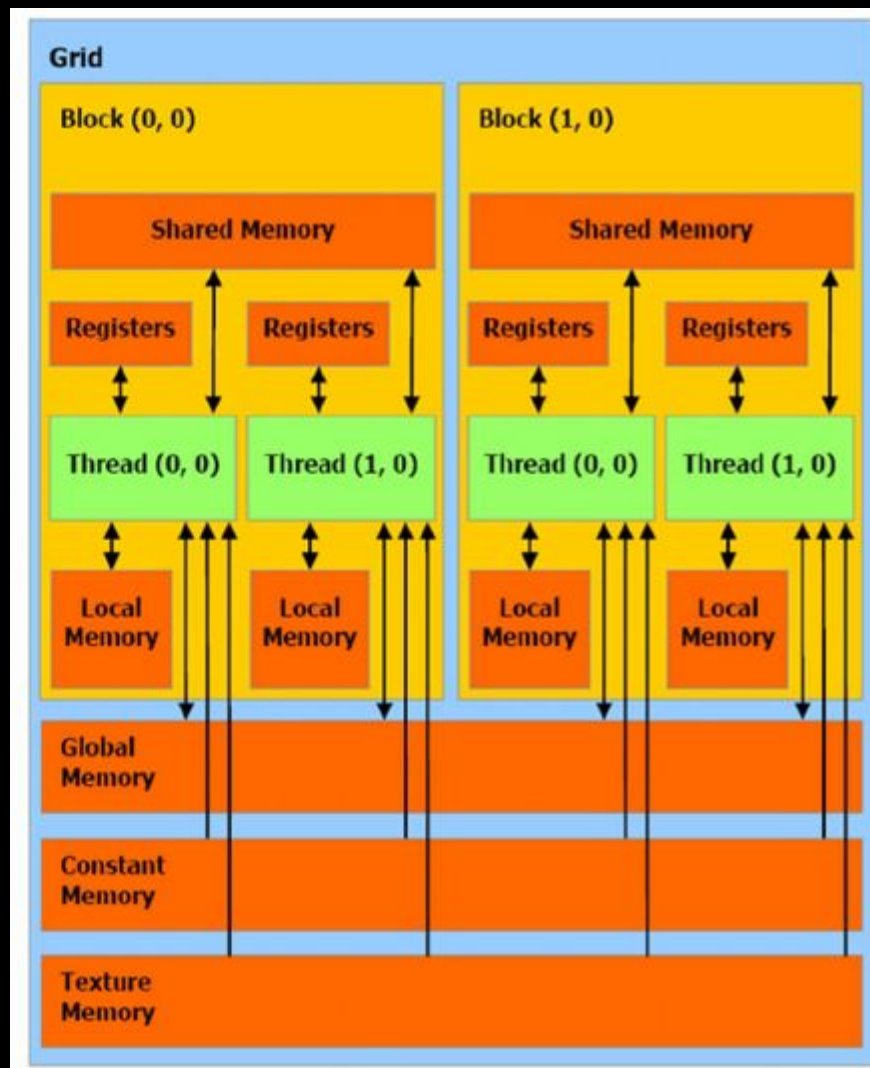 Grid
Block (0, 0)
Block (1, 0)
Shared Memory
Shared Memory
Registers
Registers
Registers
Registers
Thread (0, 0)
Thread (1, 0)
Thread (0, 0)
Thread (1, 0)
Local
Memory
Local
Memory
Local
Memory
Local
Memory
Global
Memory
Constant
Memory
Texture
Memory